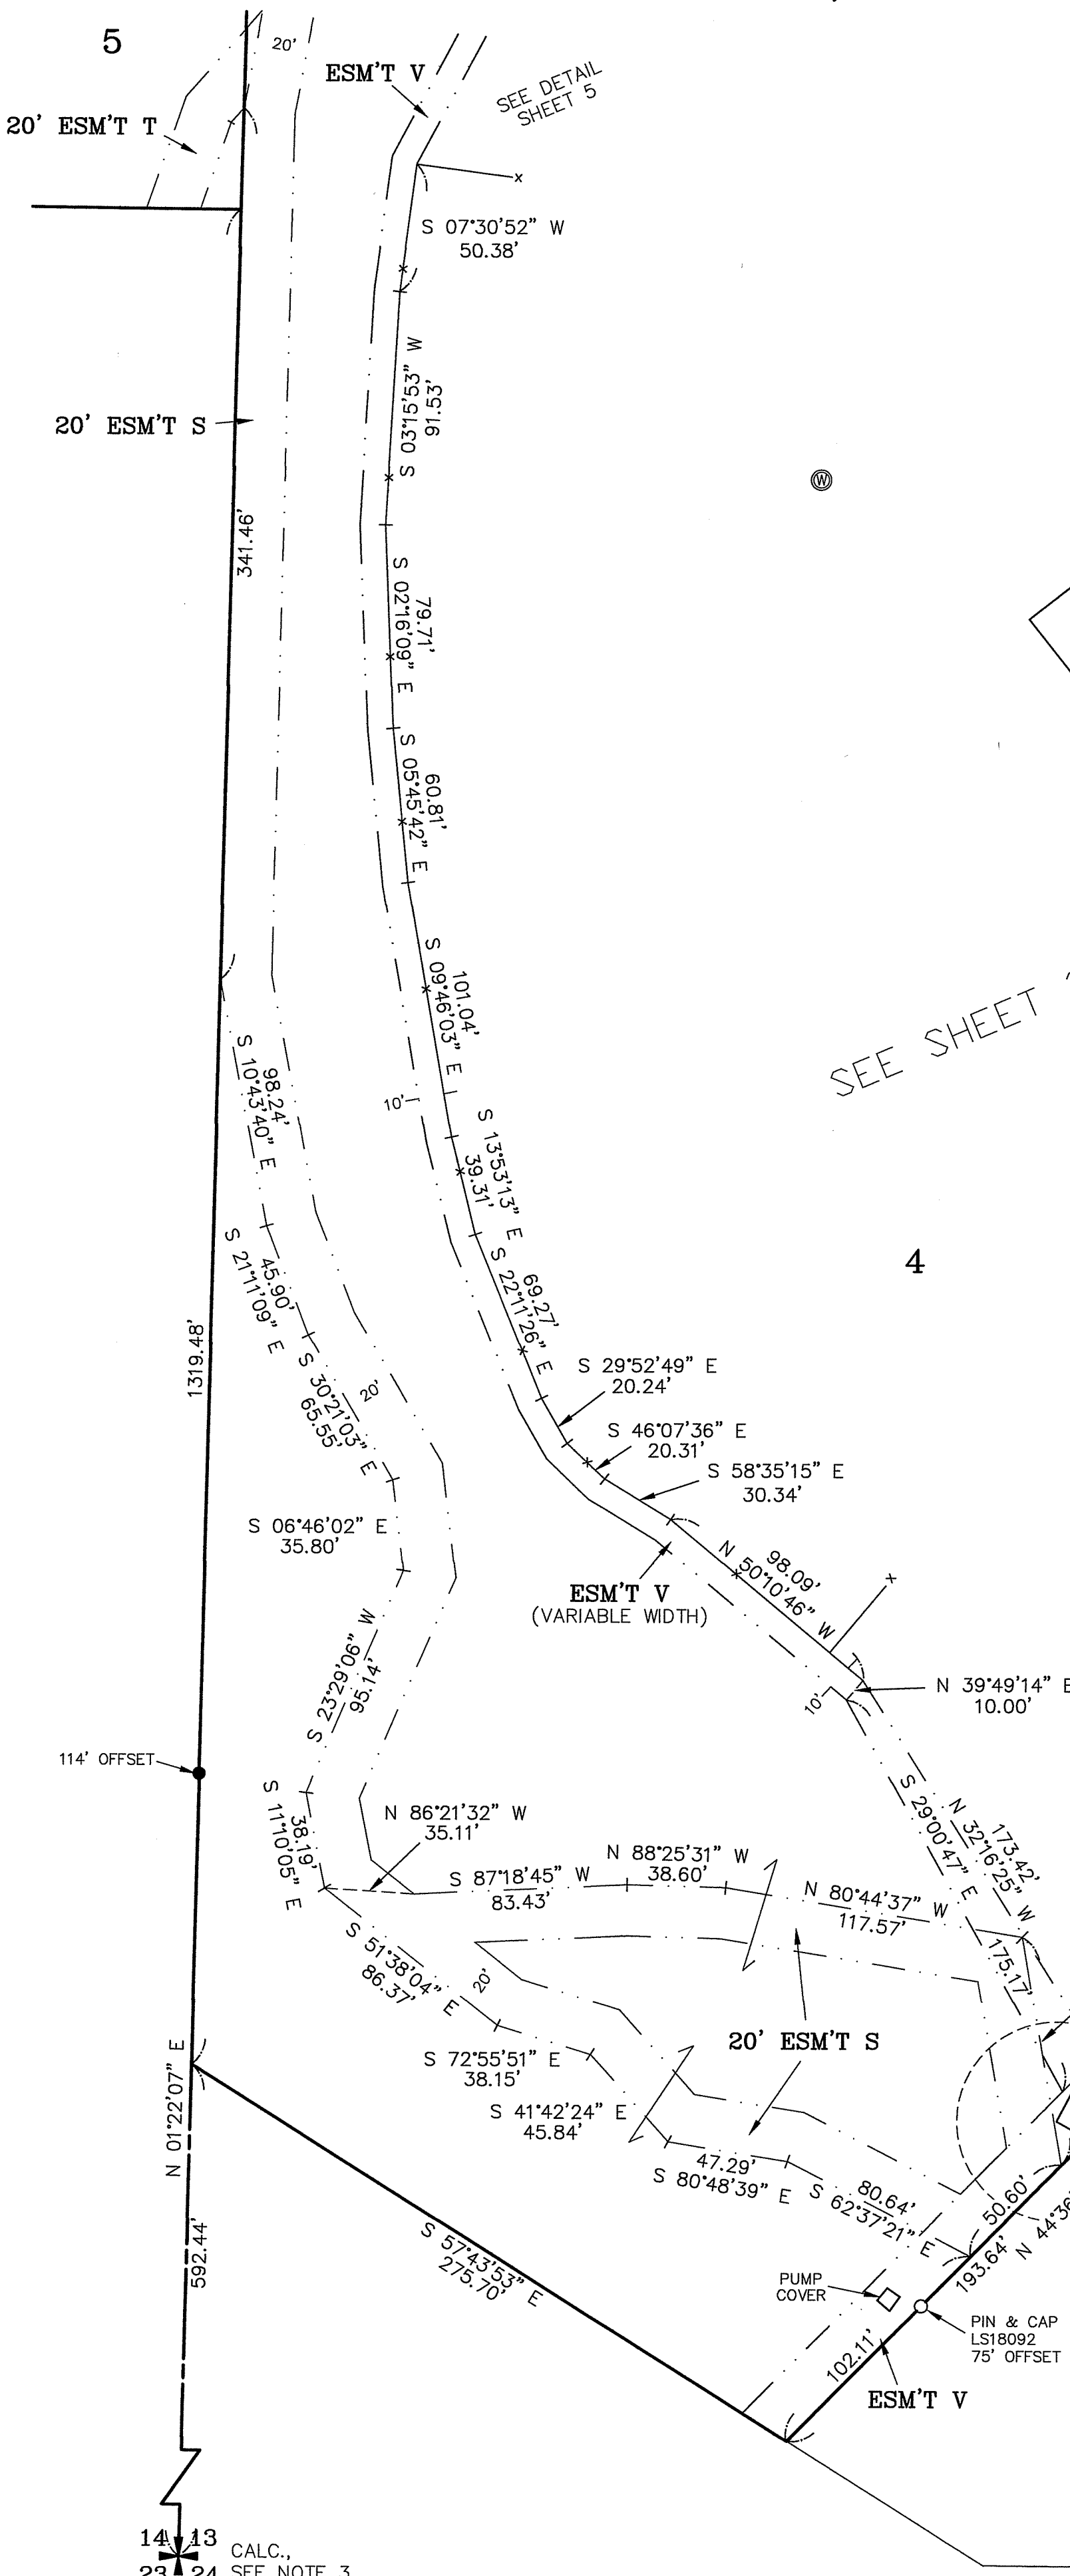 5
20'
ESM'T V
SEE DETAIL
SHEET 5
20' ESM'T T
x
S 07°30'52" W
50.38'
S 03°15'53" W
91.53'
20' ESM'T S
W
341.46'
79.71'
S 02°16'09" E
60.81'
S 05°45'42" E
101.04'
S 09°46'03" E
SEE SHEET
10'
98.24'
S 10°43'40" E
S 13°53'13" E
39.31'
45.90'
S 21°11'09" E
69.27'
S 22°11'26" E
4
1319.48'
S 30°21'03" E
65.55'
20'
S 29°52'49" E
20.24'
S 46°07'36" E
20.31'
S 58°35'15" E
30.34'
S 06°46'02" E
35.80'
98.09'
N 50°10'46" W
x
ESM'T V
(VARIABLE WIDTH)
S 23°29'06" W
95.14'
N 39°49'14" E
10.00'
10'
114' OFFSET
38.19'
S 11°10'05" E
N 86°21'32" W
35.11'
173.42'
N 32°16'25" W
S 29°00'47" E
175.17'
S 87°18'45" W
83.43'
N 88°25'31" W
38.60'
N 80°44'37" W
117.57'
S 51°38'04" E
86.37'
20'
20' ESM'T S
S 72°55'51" E
38.15'
N 01°22'07" E
S 41°42'24" E
45.84'
47.29'
S 80°48'39" E
80.64'
S 62°37'21" E
50.60'
N 44°36
193.64'
592.44'
S 57°43'53" E
275.70'
PUMP
COVER
PIN & CAP
LS18092
75' OFFSET
102.11'
ESM'T V
14 13
CALC.,
23 24 SEE NOTE 3